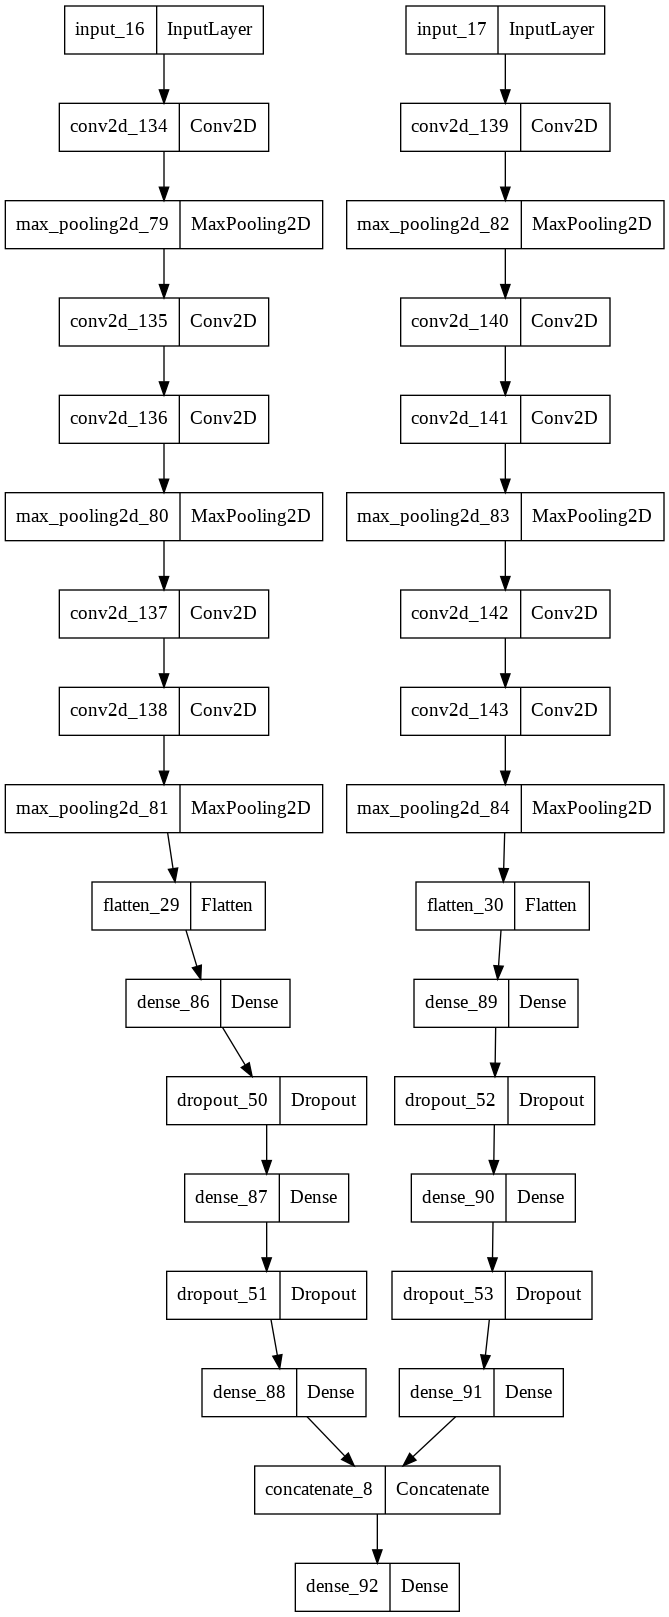 input_16 InputLayer
input_17 InputLayer
conv2d_134 Conv2D
conv2d_139 Conv2D
max_pooling2d_79 MaxPooling2D
max_pooling2d_82 MaxPooling2D
conv2d_135 Conv2D
conv2d_140 Conv2D
conv2d_136 Conv2D
conv2d_141 Conv2D
max_pooling2d_80 MaxPooling2D
max_pooling2d_83 MaxPooling2D
conv2d_137 Conv2D
conv2d_142 Conv2D
conv2d_138 Conv2D
conv2d_143 Conv2D
max_pooling2d_81 MaxPooling2D
max_pooling2d_84 MaxPooling2D
flatten_29 Flatten
flatten_30 Flatten
dense_86 Dense
dense_89 Dense
dropout_50 Dropout
dropout_52 Dropout
dense_87 Dense
dense_90 Dense
dropout_51 Dropout
dropout_53 Dropout
dense_88 Dense
dense_91 Dense
concatenate_8 Concatenate
dense_92 Dense